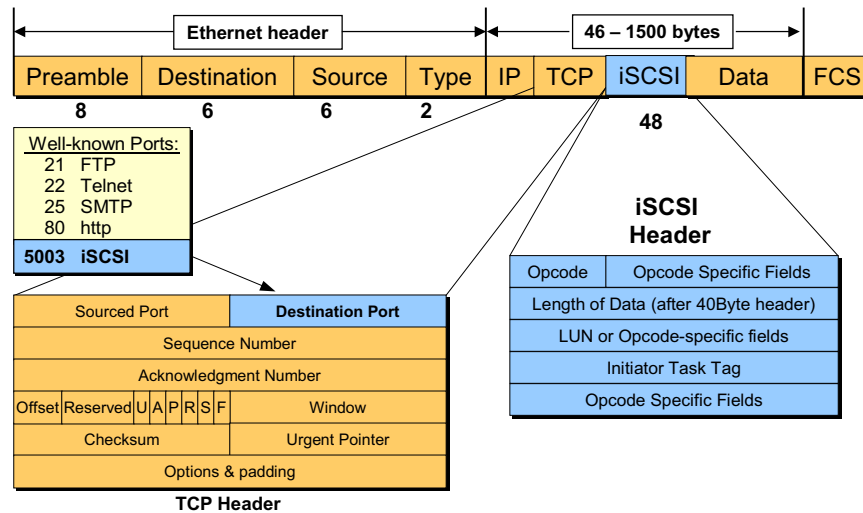 Ethernet header
46 – 1500 bytes
Preamble Destination Source Type IP TCP iSCSI Data FCS
8 6 6 2 48
Well-known Ports:
21 FTP
22 Telnet
25 SMTP
80 http
5003 iSCSI
iSCSI
Header
Opcode Opcode Specific Fields
Length of Data (after 40Byte header)
LUN or Opcode-specific fields
Initiator Task Tag
Opcode Specific Fields
Sourced Port Destination Port
Sequence Number
Acknowledgment Number
Offset Reserved U A P R S F Window
Checksum Urgent Pointer
Options & padding
TCP Header